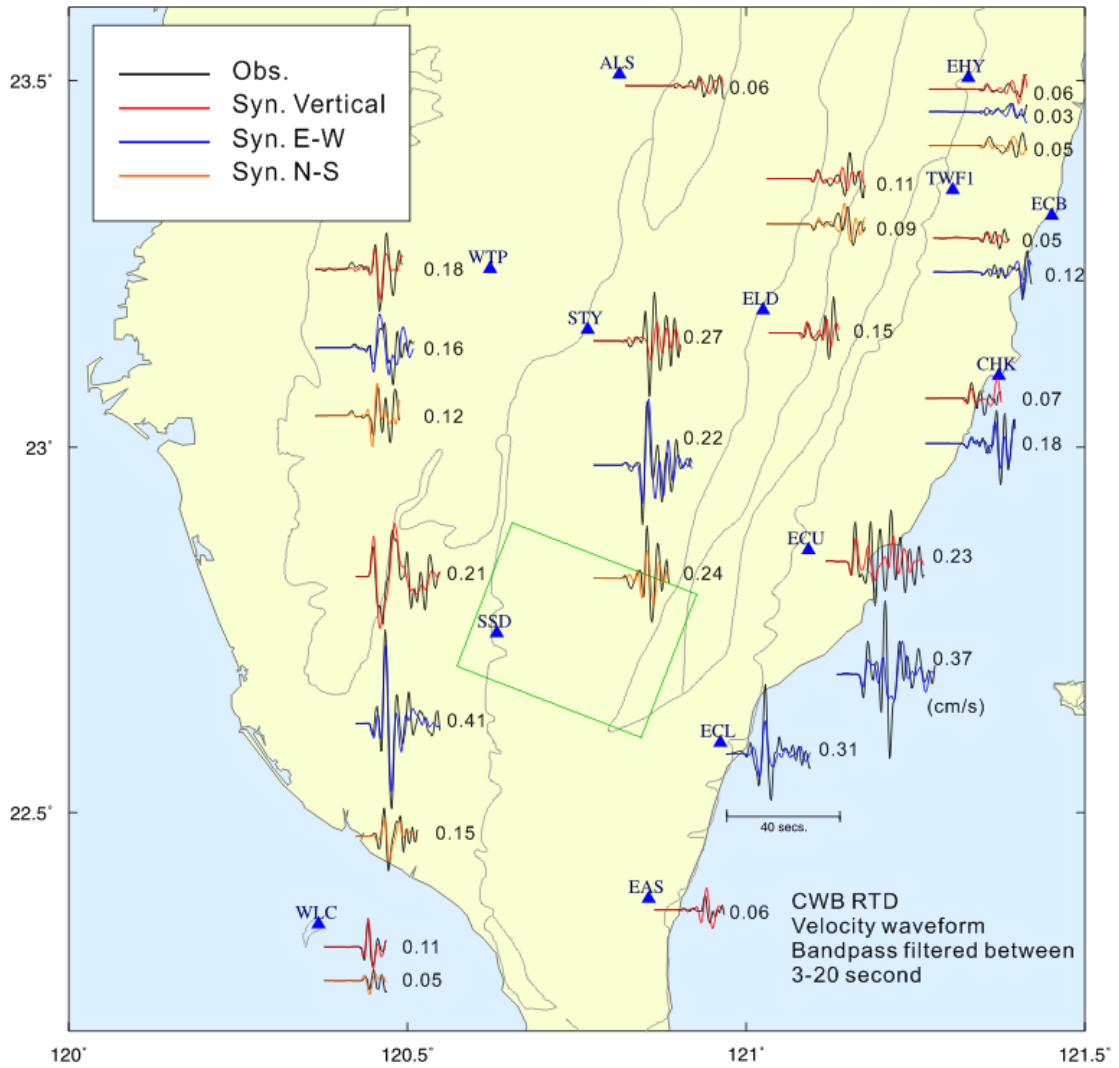 Obs.
Syn. Vertical
Syn. E-W
Syn. N-S
23.5°
23°
22.5°
120°
120.5°
121°
121.5°
ALS
0.06
EHY
0.06
0.03
0.05
TWF1
0.11
0.09
ECB
0.05
0.12
WTP
0.18
0.16
0.12
STY
0.27
0.22
0.24
ELD
0.15
CHK
0.07
0.18
ECU
0.23
0.37
(cm/s)
SSD
0.21
0.41
0.15
ECL
0.31
40 secs.
EAS
0.06
WLC
0.11
0.05
CWB RTD
Velocity waveform
Bandpass filtered between
3-20 second